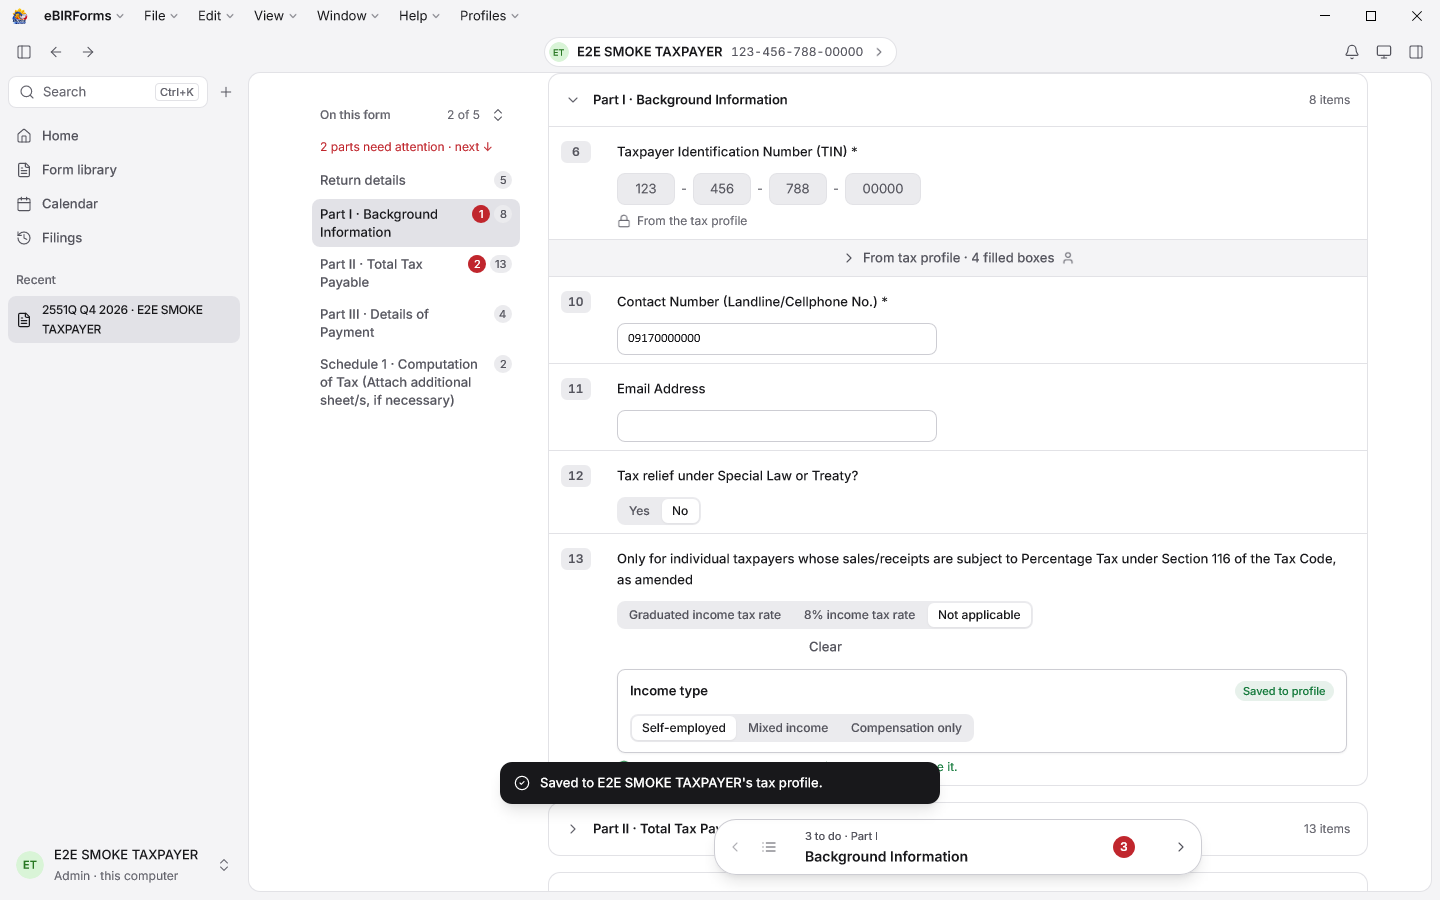 eBIRForms
File
Edit
View
Window
Help
Profiles
ET E2E SMOKE TAXPAYER 123-456-788-00000
Search Ctrl+K
Home
Form library
Calendar
Filings
Recent
2551Q Q4 2026 · E2E SMOKE
TAXPAYER
On this form 2 of 5
2 parts need attention · next ↓
Return details 5
Part I · Background 1 8
Information
Part II · Total Tax 2 13
Payable
Part III · Details of 4
Payment
Schedule 1 · Computation 2
of Tax (Attach additional
sheet/s, if necessary)
Part I · Background Information 8 items
6 Taxpayer Identification Number (TIN) *
123 - 456 - 788 - 00000
From the tax profile
From tax profile · 4 filled boxes
10 Contact Number (Landline/Cellphone No.) *
09170000000
11 Email Address
12 Tax relief under Special Law or Treaty?
Yes No
13 Only for individual taxpayers whose sales/receipts are subject to Percentage Tax under Section 116 of the Tax Code,
as amended
Graduated income tax rate 8% income tax rate Not applicable
Clear
Income type Saved to profile
Self-employed Mixed income Compensation only
it.
Saved to E2E SMOKE TAXPAYER's tax profile.
Part II · Total Tax 13 items
3 to do · Part I
Background Information 3
ET E2E SMOKE TAXPAYER
Admin · this computer